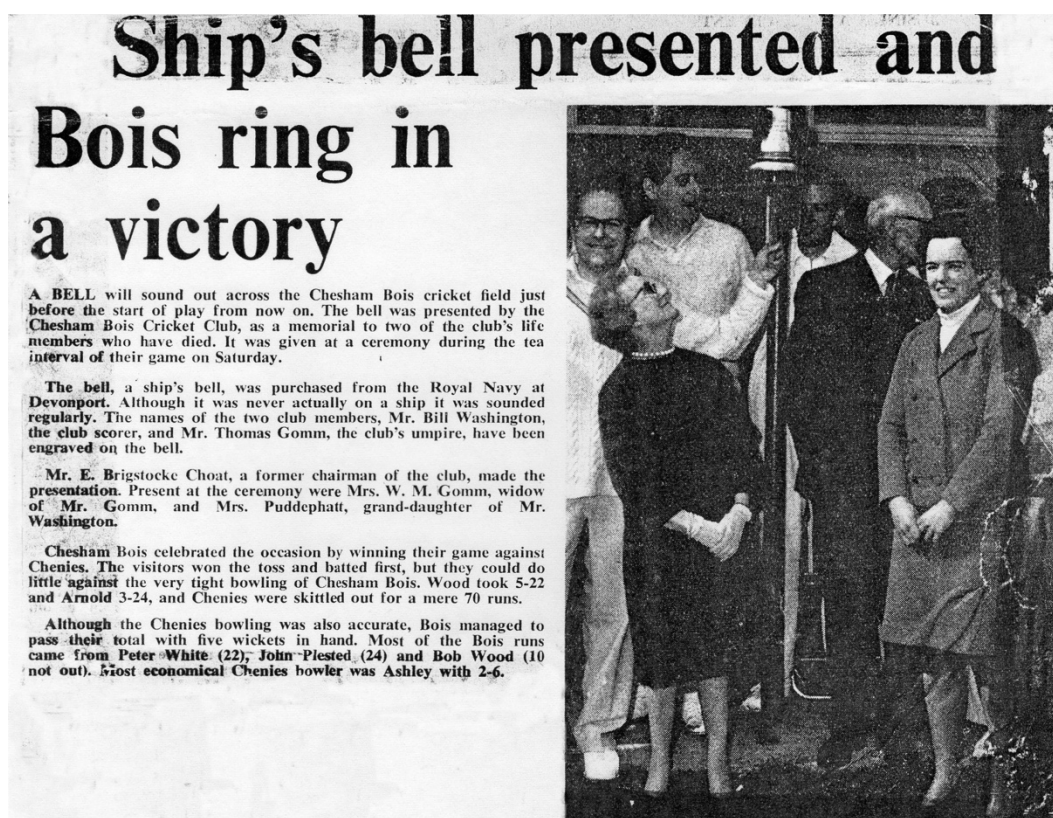 Ship's bell presented and
Bois ring in
a victory
A BELL will sound out across the Chesham Bois cricket field just
before the start of play from now on. The bell was presented by the
Chesham Bois Cricket Club, as a memorial to two of the club's life
members who have died. It was given at a ceremony during the tea
interval of their game on Saturday.
The bell, a ship's bell, was purchased from the Royal Navy at
Devonport. Although it was never actually on a ship it was sounded
regularly. The names of the two club members, Mr. Bill Washington,
the club scorer, and Mr. Thomas Gomm, the club's umpire, have been
engraved on the bell.
Mr. E. Brigstocke Choat, a former chairman of the club, made the
presentation. Present at the ceremony were Mrs. W. M. Gomm, widow
of Mr. Gomm, and Mrs. Puddephatt, grand-daughter of Mr.
Washington.
Chesham Bois celebrated the occasion by winning their game against
Chenies. The visitors won the toss and batted first, but they could do
little against the very tight bowling of Chesham Bois. Wood took 5-22
and Arnold 3-24, and Chenies were skittled out for a mere 70 runs.
Although the Chenies bowling was also accurate, Bois managed to
pass their total with five wickets in hand. Most of the Bois runs
came from Peter White (22), John Plested (24) and Bob Wood (10
not out). Most economical Chenies bowler was Ashley with 2-6.